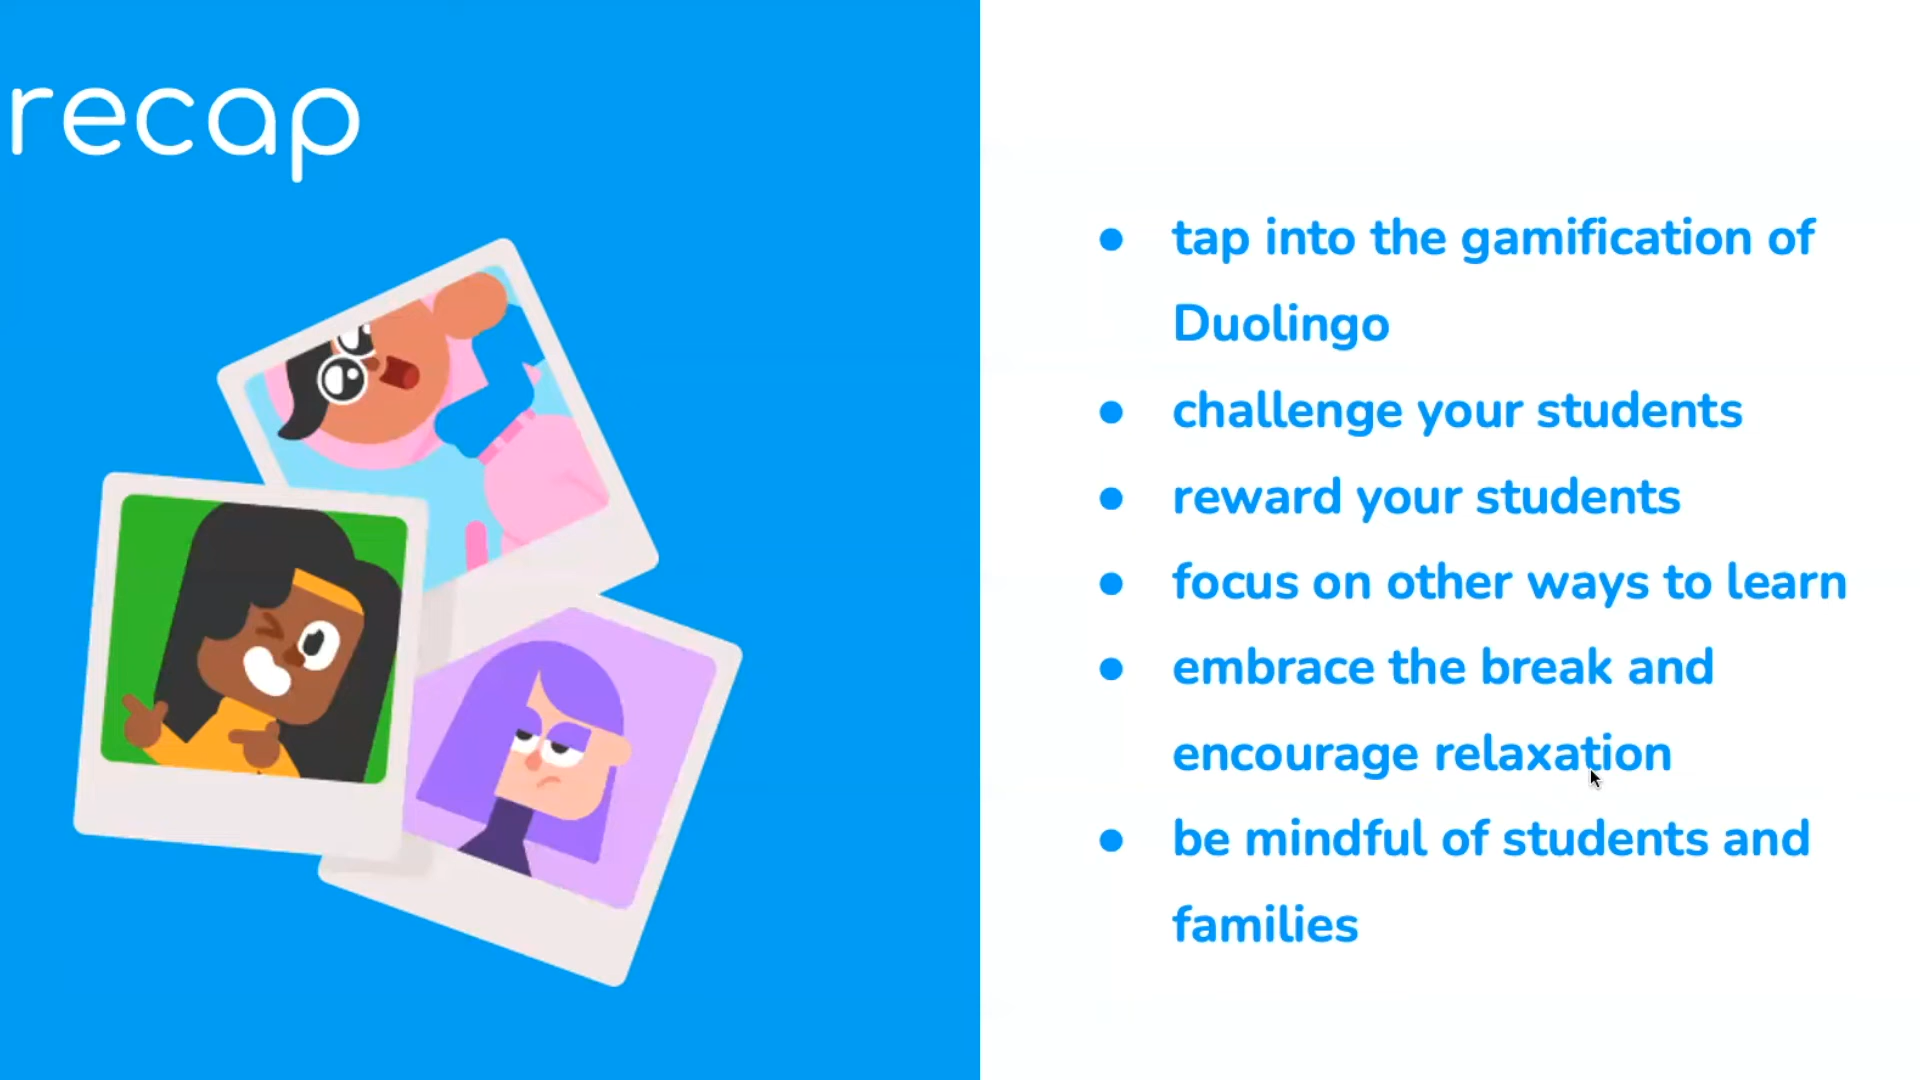 recap
• tap into the gamification of
Duolingo
• challenge your students
• reward your students
• focus on other ways to learn
• embrace the break and
encourage relaxation
• be mindful of students and
families